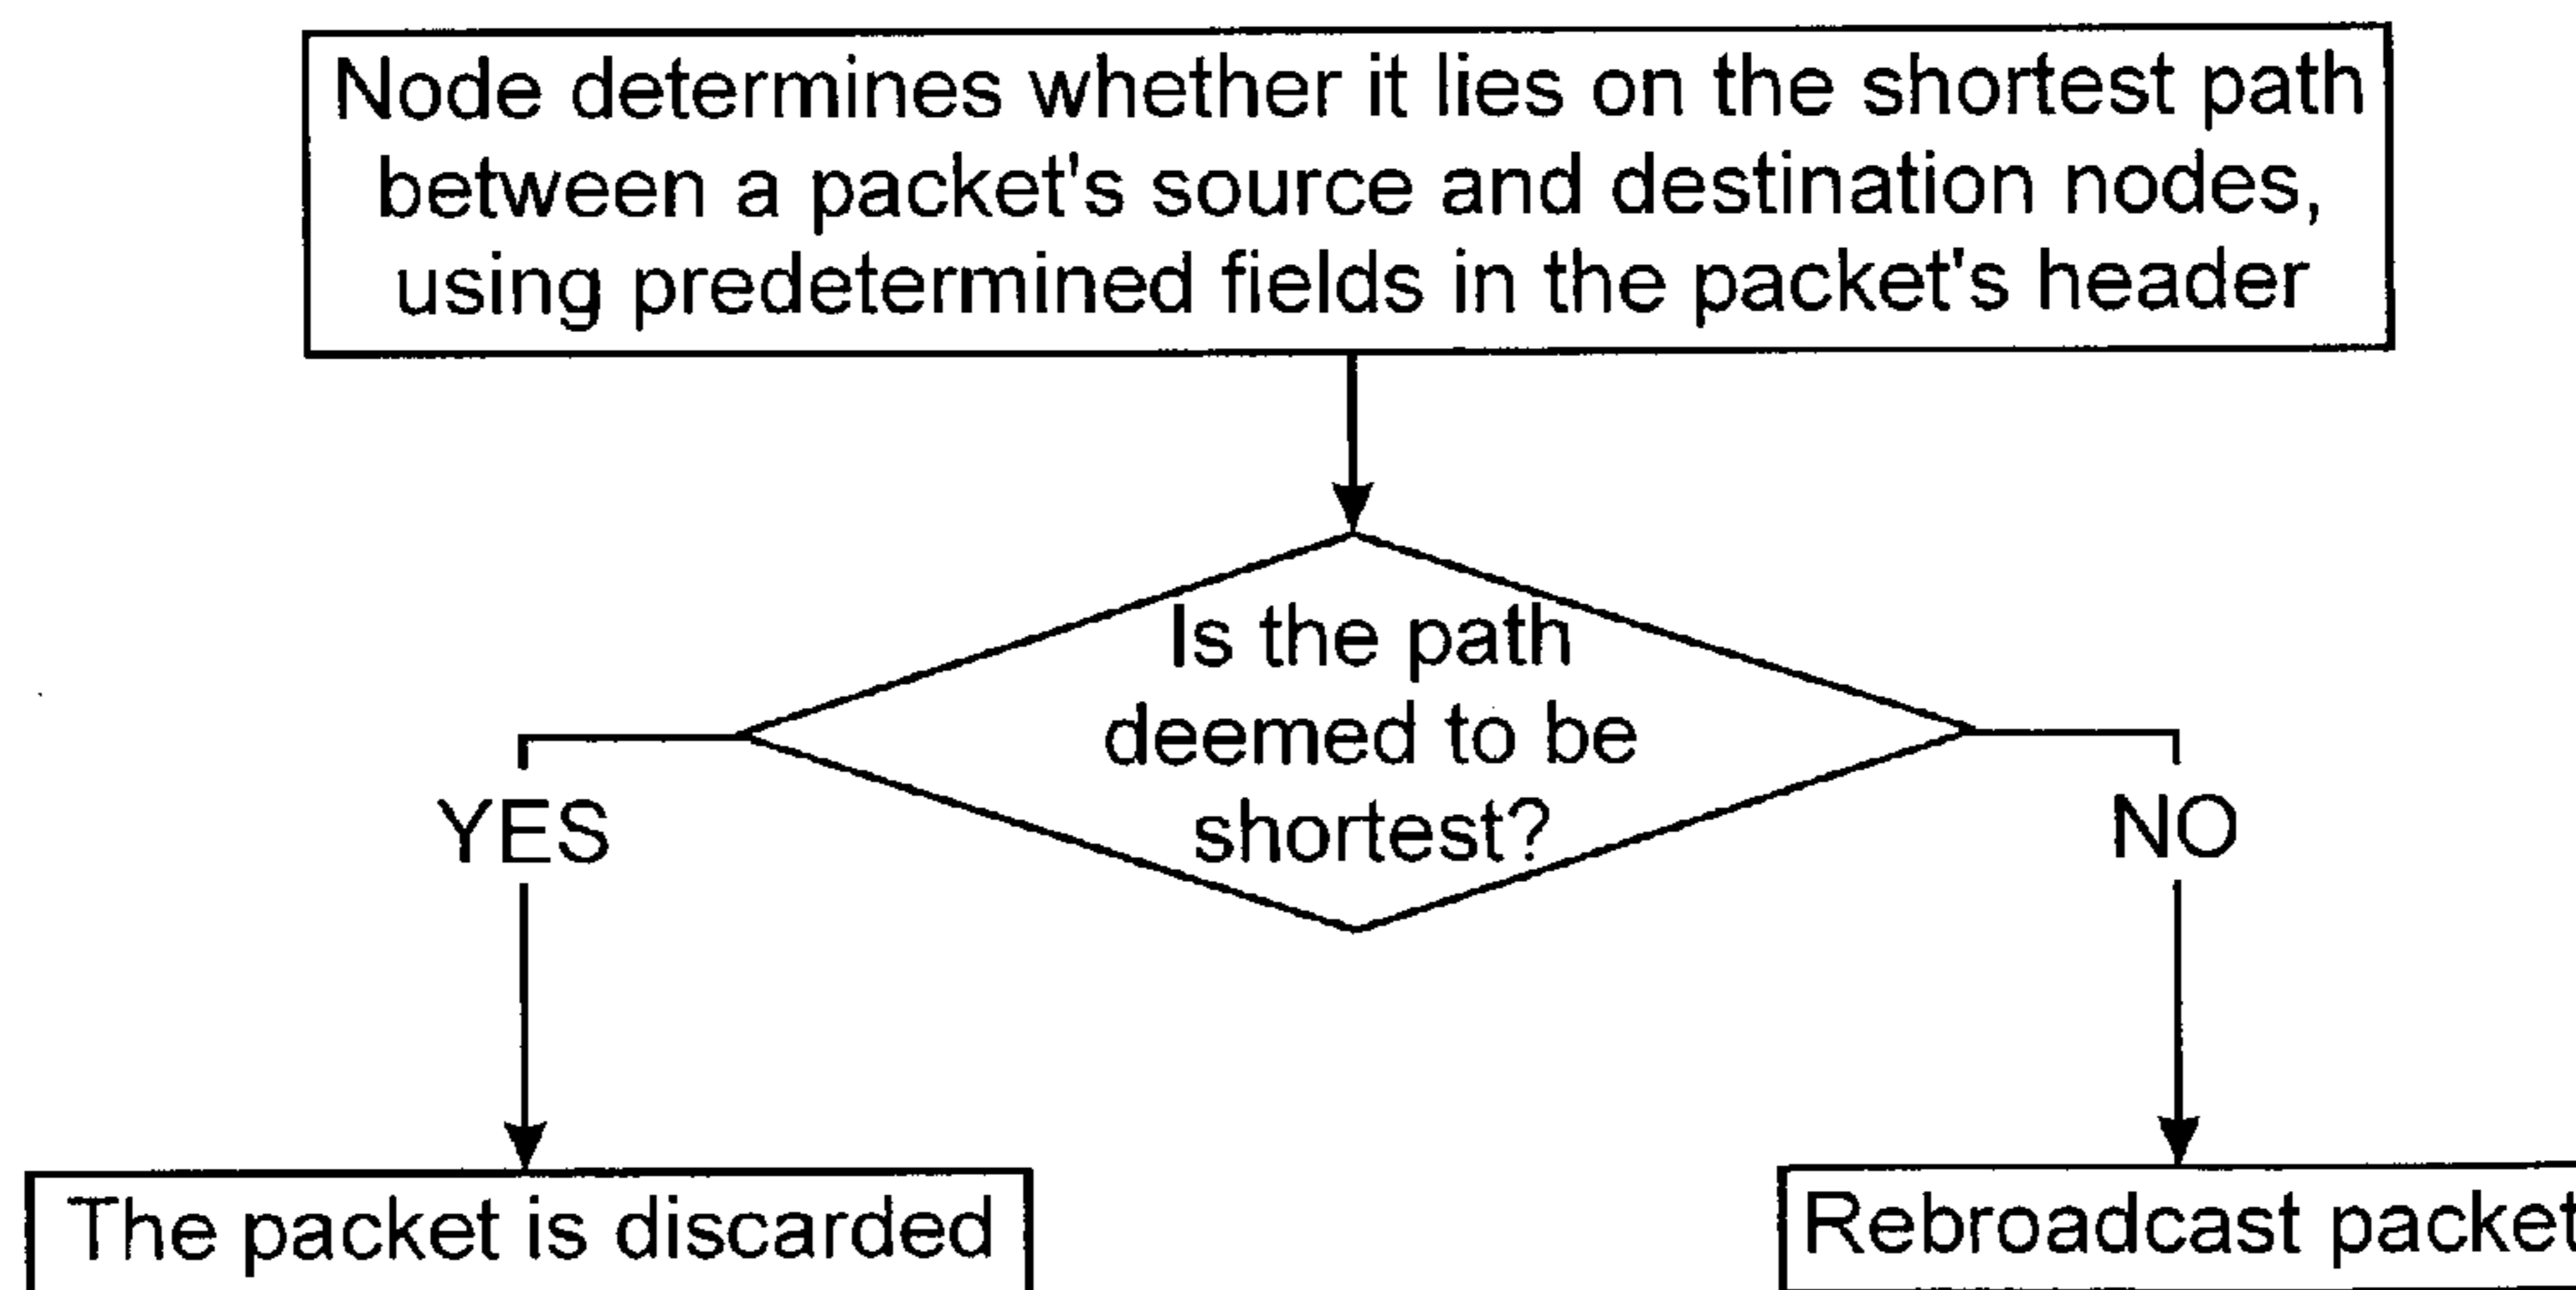 Node determines whether it lies on the shortest path
between a packet's source and destination nodes,
using predetermined fields in the packet's header
Is the path
deemed to be
shortest?
YES
NO
The packet is discarded
Rebroadcast packet